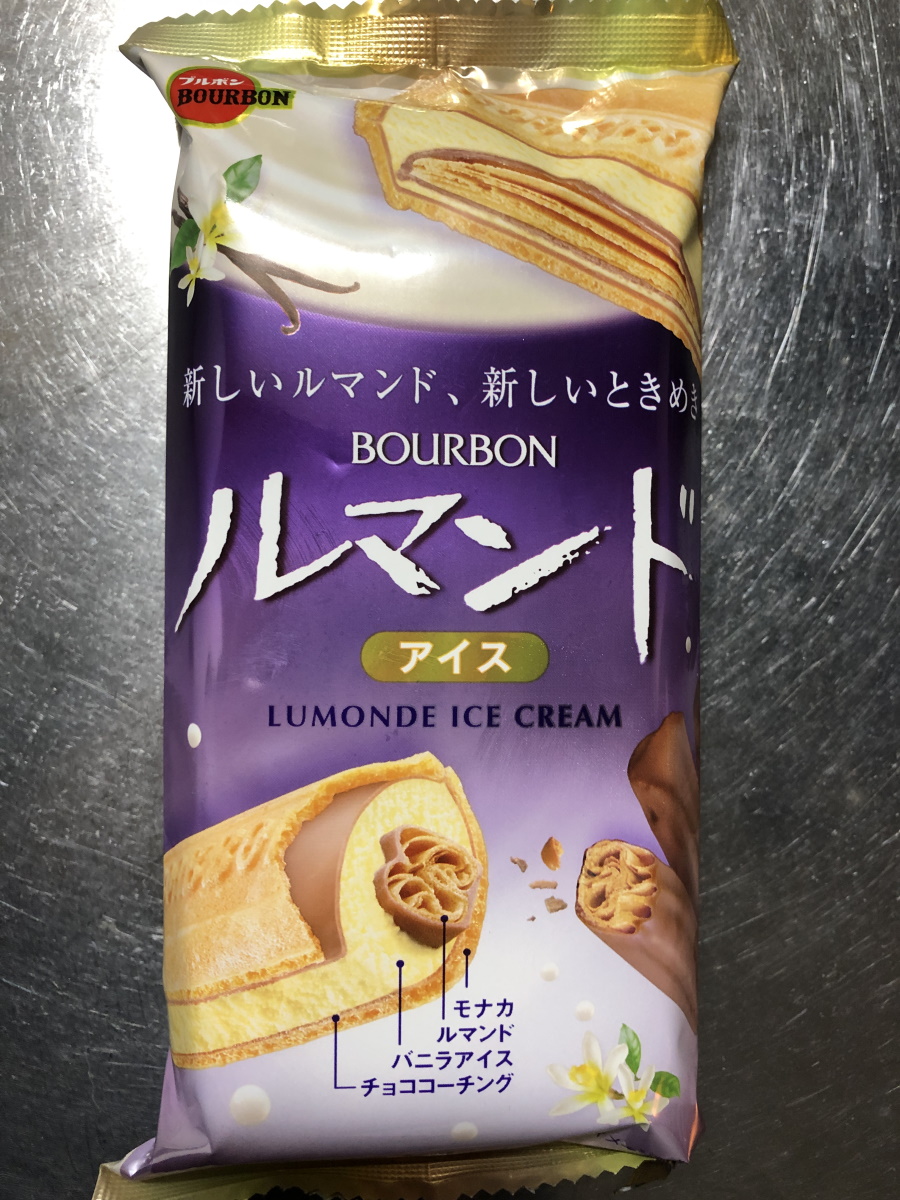 ブルボン
BOURBON
新しいルマンド、新しいときめき
BOURBON
ルマンド
アイス
LUMONDE ICE CREAM
モナカ
ルマンド
バニラアイス
チョココーチング